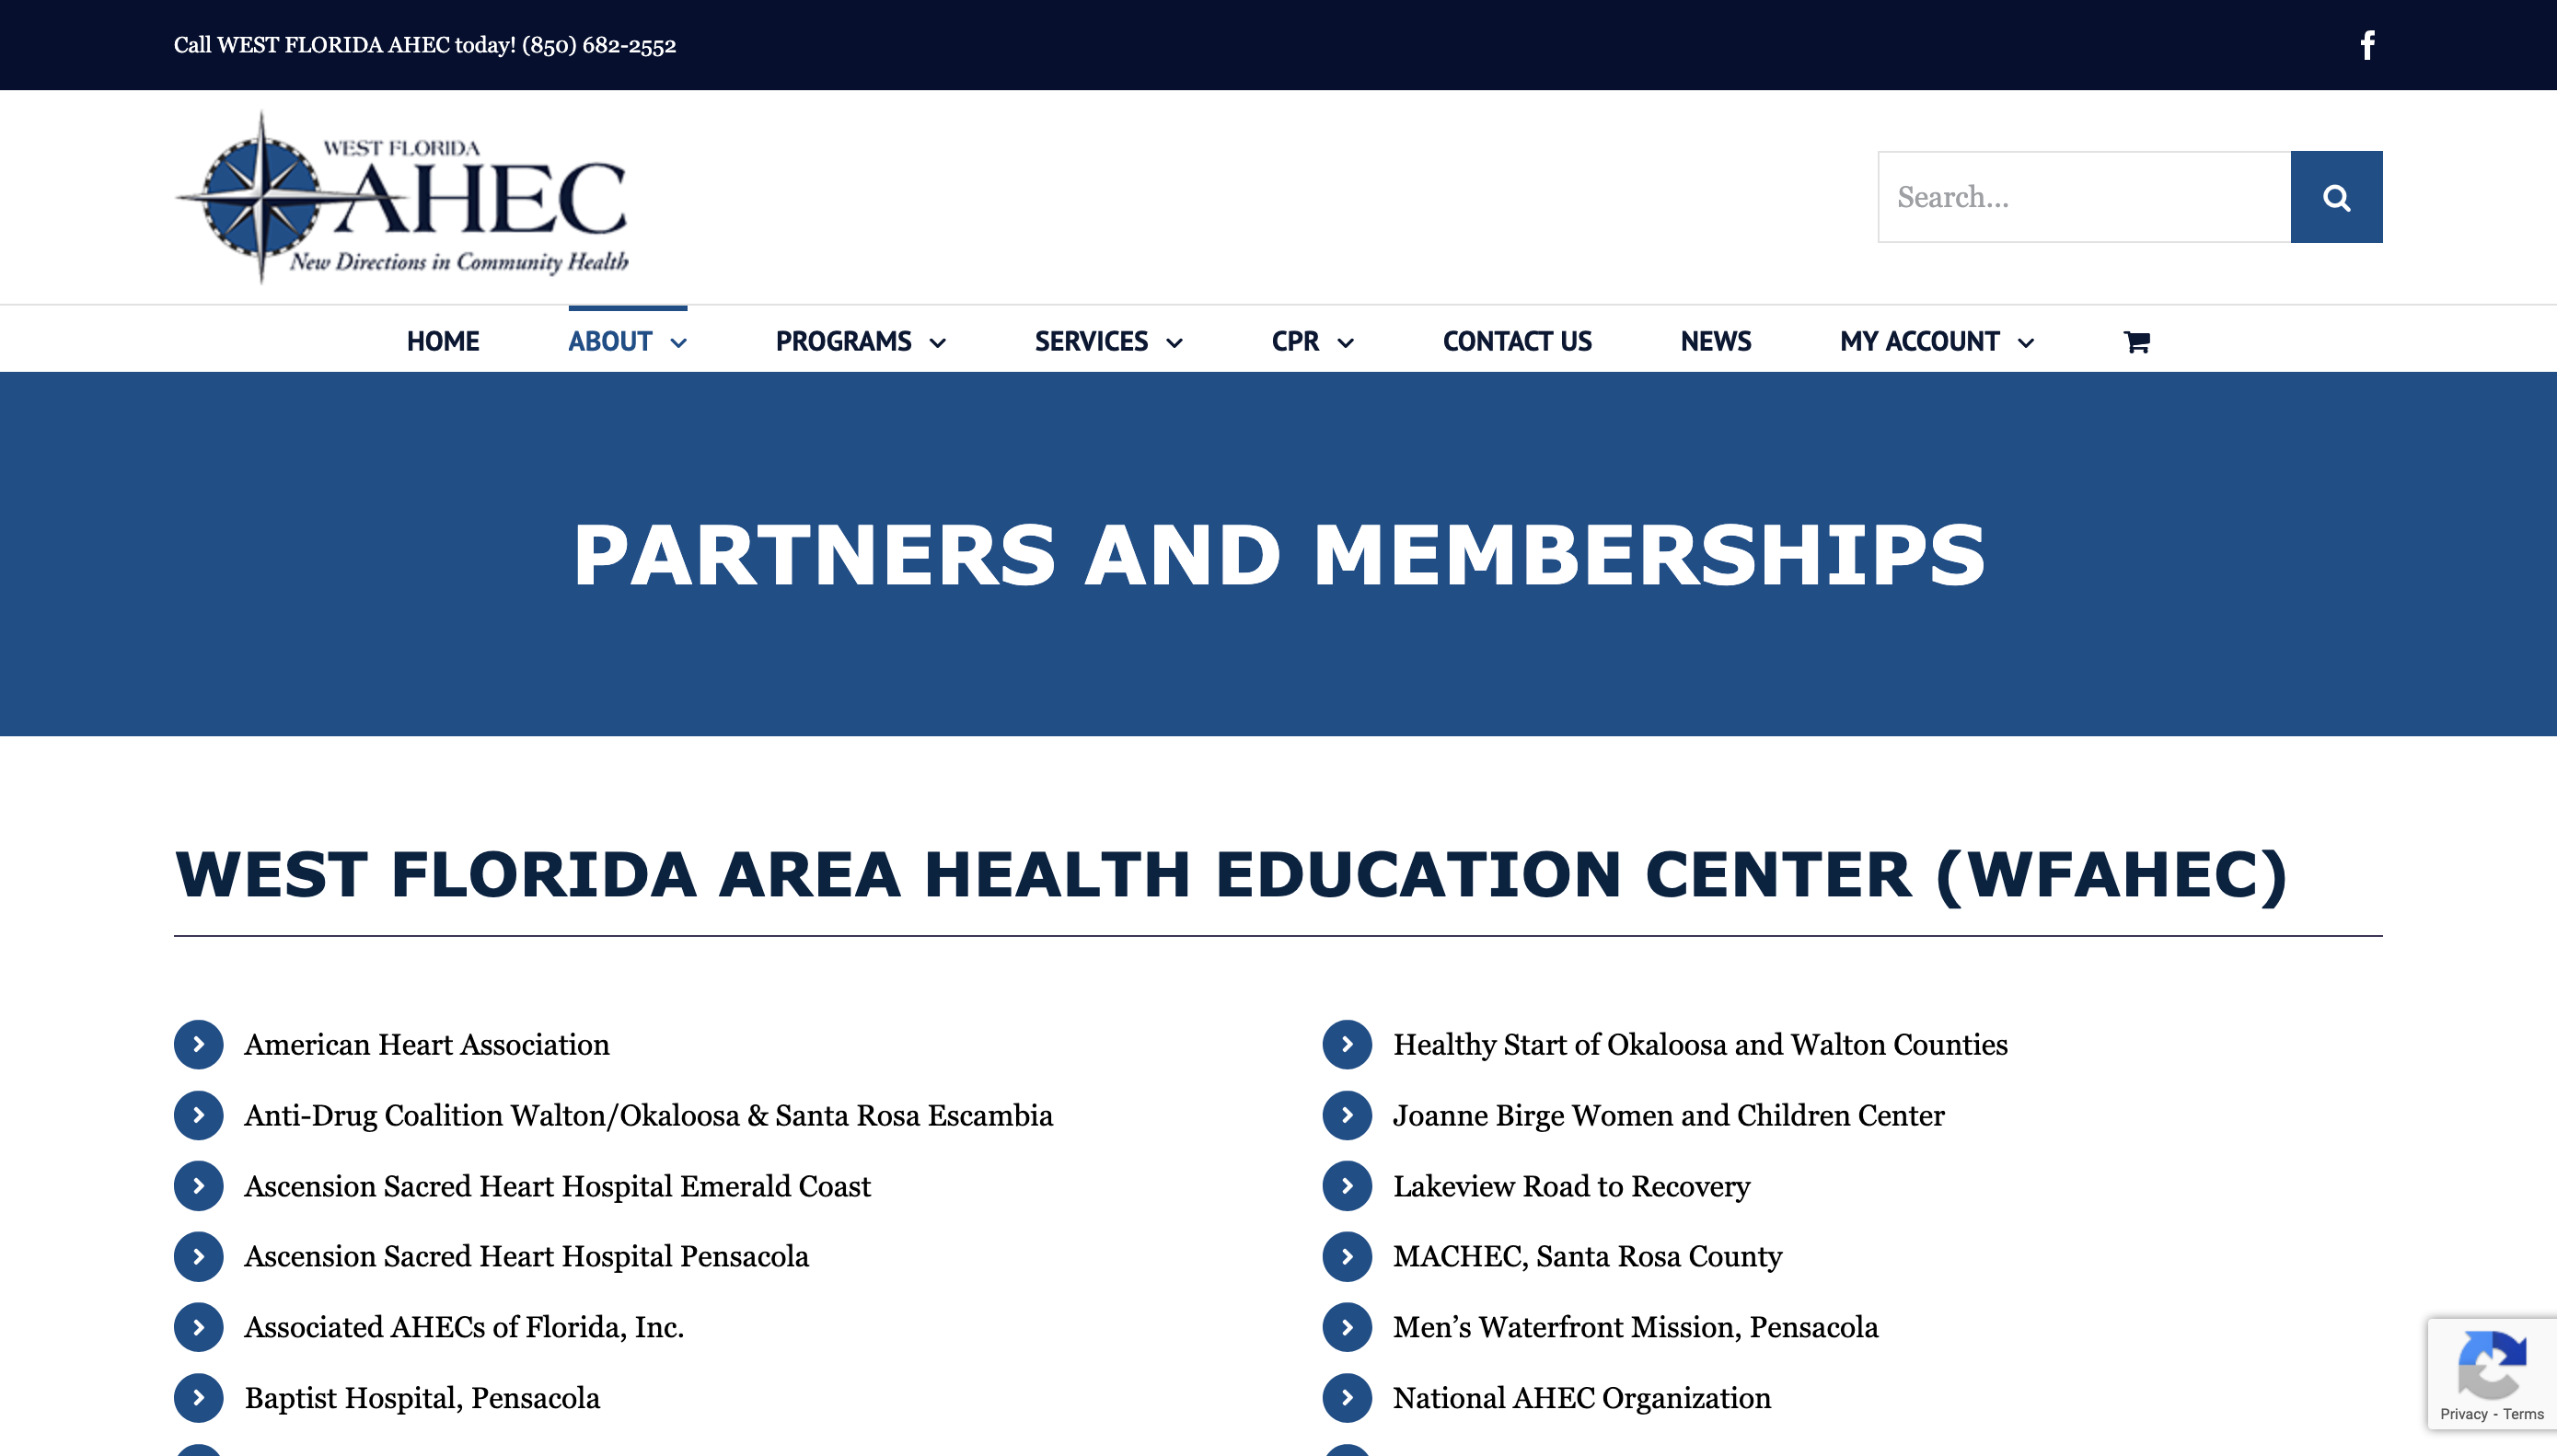 Call WEST FLORIDA AHEC today! (850) 682-2552
WEST FLORIDA
AHEC
New Directions in Community Health
Search...
HOME ABOUT PROGRAMS SERVICES CPR CONTACT US NEWS MY ACCOUNT
PARTNERS AND MEMBERSHIPS
WEST FLORIDA AREA HEALTH EDUCATION CENTER (WFAHEC)
American Heart Association
Anti-Drug Coalition Walton/Okaloosa & Santa Rosa Escambia
Ascension Sacred Heart Hospital Emerald Coast
Ascension Sacred Heart Hospital Pensacola
Associated AHECs of Florida, Inc.
Baptist Hospital, Pensacola
Healthy Start of Okaloosa and Walton Counties
Joanne Birge Women and Children Center
Lakeview Road to Recovery
MACHEC, Santa Rosa County
Men’s Waterfront Mission, Pensacola
National AHEC Organization
Privacy - Terms